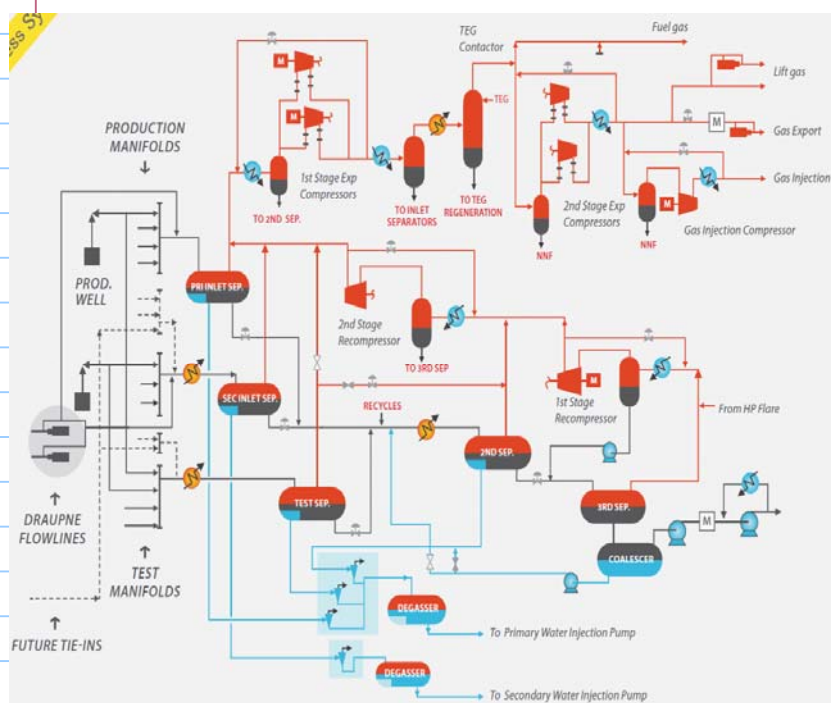 ess Sy
TEG
Contactor
Fuel gas
Lift gas
M
M
TEG
M
Gas Export
PRODUCTION
MANIFOLDS
1st Stage Exp
Compressors
Gas Injection
TO 2ND SEP.
TO INLET
SEPARATORS
TO TEG
REGENERATION
2nd Stage Exp
Compressors
M
Gas Injection Compressor
NNF
NNF
PROD.
WELL
PRI INLET SEP.
2nd Stage
Recompressor
TO 3RD SEP
M
1st Stage
Recompressor
SEC INLET SEP.
RECYCLES
From HP Flare
2ND SEP.
TEST SEP.
3RD SEP.
M
COALESCER
DRAUPNE
FLOWLINES
TEST
MANIFOLDS
FUTURE TIE-INS
DEGASSER
To Primary Water Injection Pump
DEGASSER
To Secondary Water Injection Pump